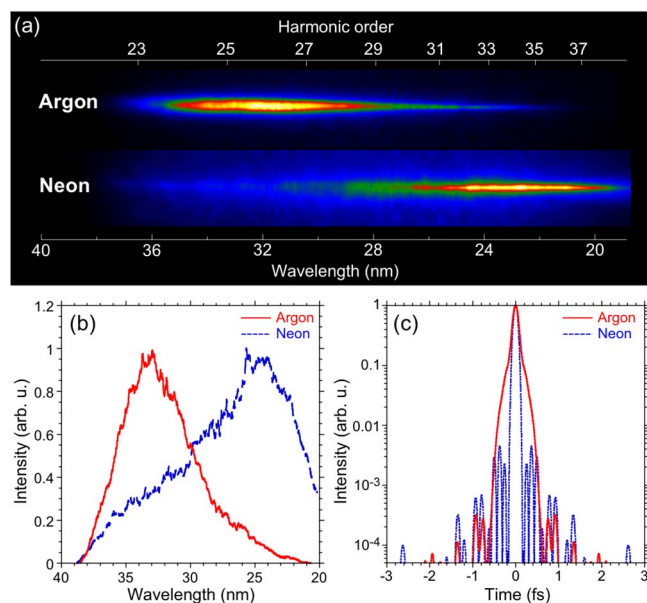 (a)
Harmonic order
23 25 27 29 31 33 35 37
Argon
Neon
40 36 32 28 24 20
Wavelength (nm)
(b)
Argon
Neon
Intensity (arb. u.)
1.2
1
0.8
0.6
0.4
0.2
0
40 35 30 25 20
Wavelength (nm)
(c)
Argon
Neon
Intensity (arb. u.)
1
0.1
0.01
10-3
10-4
-3 -2 -1 0 1 2 3
Time (fs)